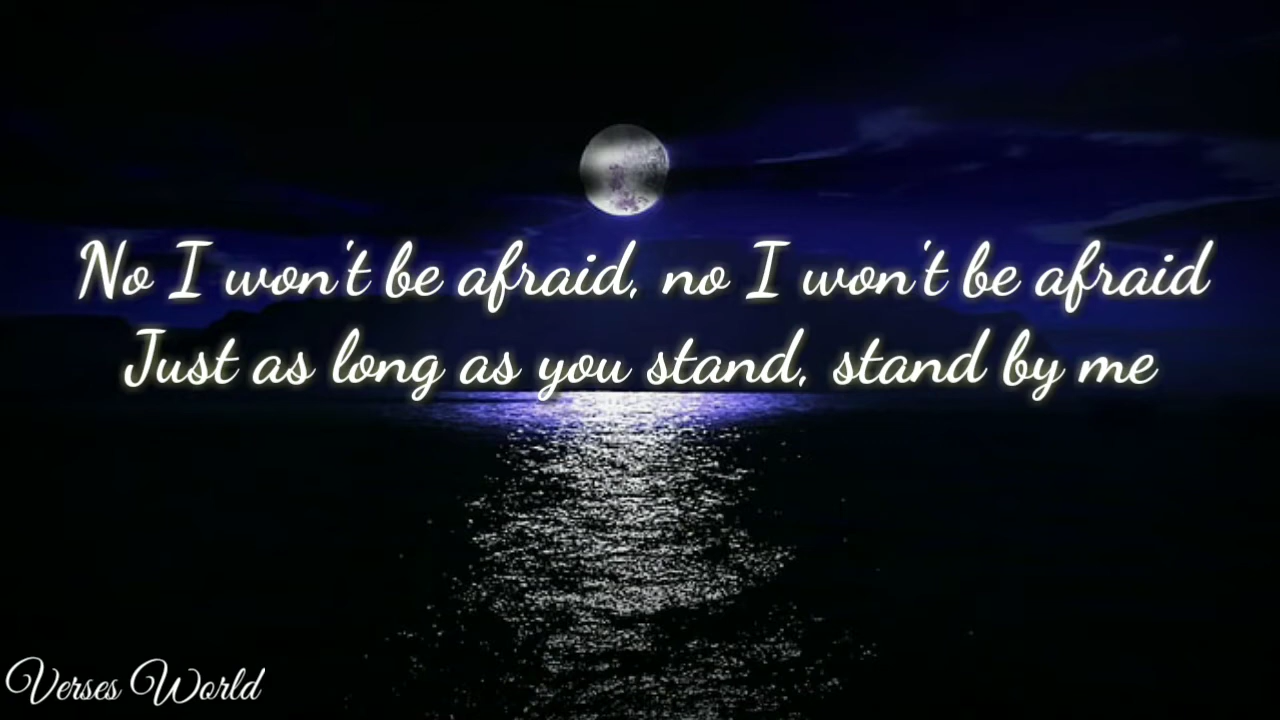 No I won't be afraid, no I won't be afraid
Just as long as you stand, stand by me
Verses World